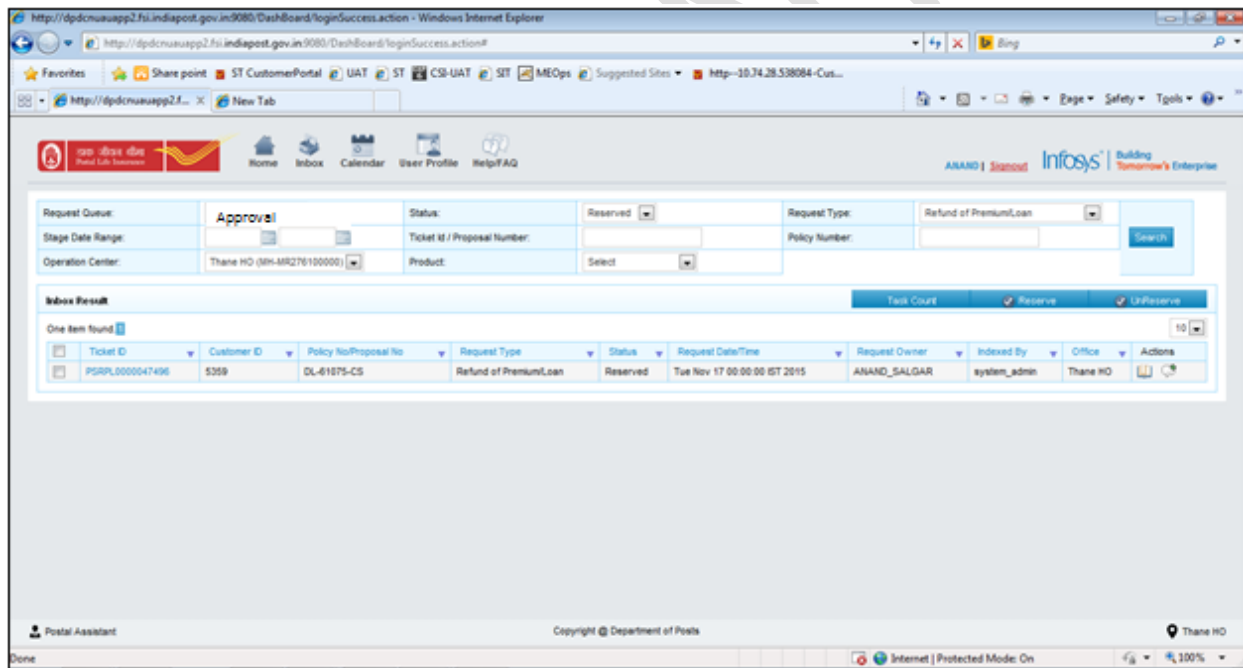 http://dpdcnuauapp2.fsi.indiapost.gov.in:9080/DashBoard/loginSuccess.action - Windows Internet Explorer
http://dpdcnuauapp2.fsi.indiapost.gov.in:9080/DashBoard/loginSuccess.action# Bing
Favorites Share point ST CustomerPortal UAT ST CSI-UAT SIT MEOps Suggested Sites http--10.74.28.538084-Cus...
http://dpdcnuauapp2.f... New Tab Page Safety Tools
डाक जीवन बीमा
Postal Life Insurance
Home Inbox Calendar User Profile Help/FAQ
ANAND | Signout Infosys | Building Tomorrow's Enterprise
Request Queue: Approval Status: Reserved Request Type: Refund of Premium/Loan
Stage Date Range: Ticket Id / Proposal Number: Policy Number: Search
Operation Center: Thane HO (MH-MR276100000) Product: Select
Inbox Result Task Count Reserve UnReserve
One item found.1 10
Ticket ID Customer ID Policy No/Proposal No Request Type Status Request Date/Time Request Owner Indexed By Office Actions
PSRPL0000047496 5359 DL-61075-CS Refund of Premium/Loan Reserved Tue Nov 17 00:00:00 IST 2015 ANAND_SALGAR system_admin Thane HO
Postal Assistant Copyright @ Department of Posts Thane HO
Done Internet | Protected Mode: On 100%